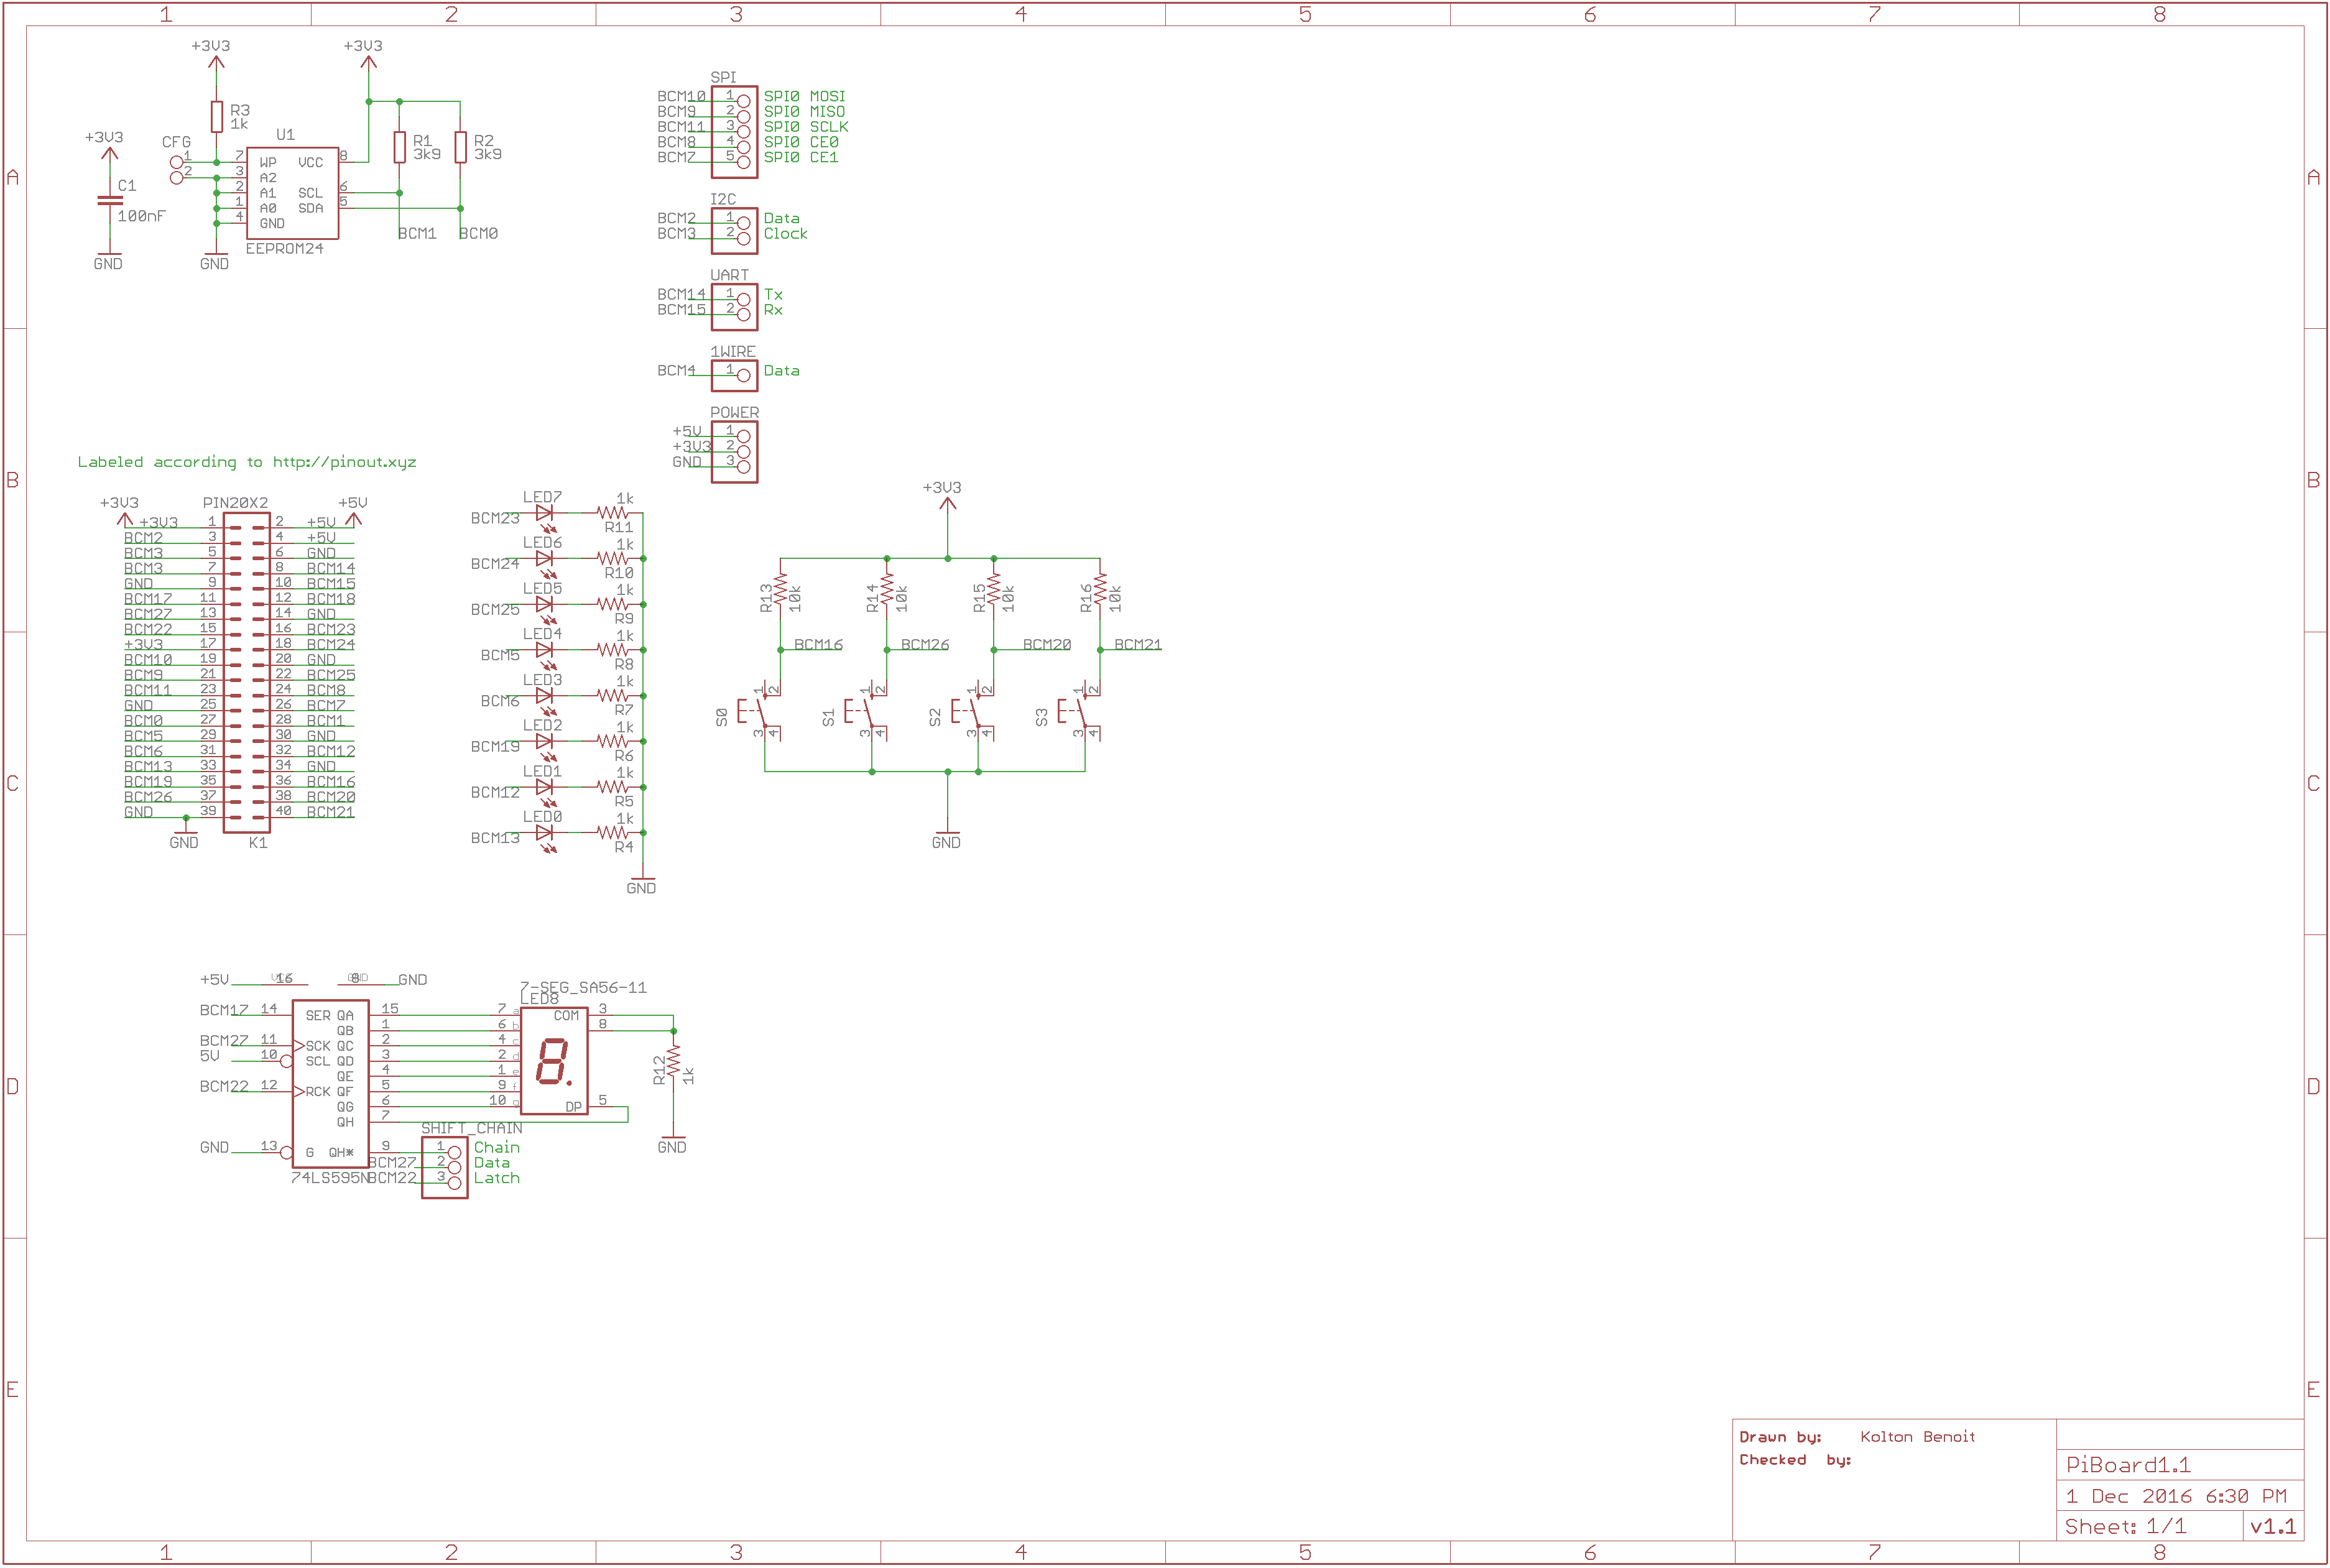 1 2 3 4 5 6 7 8
A
B
C
D
E
A
B
C
D
E
+3V3
+3V3
R3
1k
CFG
1
2
U1
7 WP VCC 8
3 A2
2 A1 SCL 6
1 A0 SDA 5
4 GND
EEPROM24
R1
3k9
R2
3k9
BCM1
BCM0
+3V3
C1
100nF
GND
GND
SPI
BCM10 1 SPI0 MOSI
BCM9 2 SPI0 MISO
BCM11 3 SPI0 SCLK
BCM8 4 SPI0 CE0
BCM7 5 SPI0 CE1
I2C
BCM2 1 Data
BCM3 2 Clock
UART
BCM14 1 Tx
BCM15 2 Rx
1WIRE
BCM4 1 Data
POWER
+5V 1
+3V3 2
GND 3
Labeled according to http://pinout.xyz
+3V3 PIN20X2 +5V
+3V3 1 2 +5V
BCM2 3 4 +5V
BCM3 5 6 GND
BCM3 7 8 BCM14
GND 9 10 BCM15
BCM17 11 12 BCM18
BCM27 13 14 GND
BCM22 15 16 BCM23
+3V3 17 18 BCM24
BCM10 19 20 GND
BCM9 21 22 BCM25
BCM11 23 24 BCM8
GND 25 26 BCM7
BCM0 27 28 BCM1
BCM5 29 30 GND
BCM6 31 32 BCM12
BCM13 33 34 GND
BCM19 35 36 BCM16
BCM26 37 38 BCM20
GND 39 40 BCM21
GND K1
LED7 1k
BCM23 R11
LED6 1k
BCM24 R10
LED5 1k
BCM25 R9
LED4 1k
BCM5 R8
LED3 1k
BCM6 R7
LED2 1k
BCM19 R6
LED1 1k
BCM12 R5
LED0 1k
BCM13 R4
GND
+3V3
R13 10k R14 10k R15 10k R16 10k
BCM16 BCM26 BCM20 BCM21
1 2 1 2 1 2 1 2
S0 S1 S2 S3
3 4 3 4 3 4 3 4
GND
+5V VCC 16 GND 8 GND
BCM17 14 SER QA 15
QB 1
BCM27 11 SCK QC 2
5V 10 SCL QD 3
QE 4
BCM22 12 RCK QF 5
QG 6
QH 7
GND 13 G QH* 9
74LS595N
7-SEG_SA56-11
LED8
7 a COM 3
6 b 8
4 c
2 d
1 e
9 f
10 g DP 5
8.
R12
1k
GND
SHIFT_CHAIN
1 Chain
BCM27 2 Data
BCM22 3 Latch
Drawn by: Kolton Benoit
Checked by:
PiBoard1.1
1 Dec 2016 6:30 PM
Sheet: 1/1 v1.1
1 2 3 4 5 6 7 8